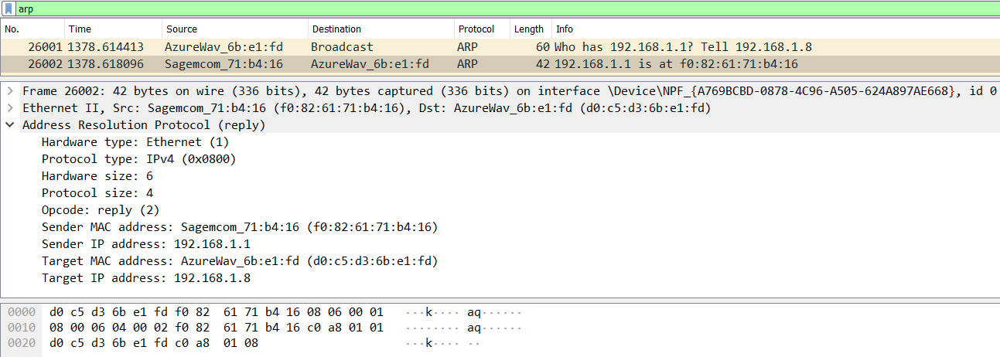 arp
No. Time Source Destination Protocol Length Info
26001 1378.614413 AzureWav_6b:e1:fd Broadcast ARP 60 Who has 192.168.1.1? Tell 192.168.1.8
26002 1378.618096 Sagemcom_71:b4:16 AzureWav_6b:e1:fd ARP 42 192.168.1.1 is at f0:82:61:71:b4:16
Frame 26002: 42 bytes on wire (336 bits), 42 bytes captured (336 bits) on interface \Device\NPF_{A769BCBD-0878-4C96-A505-624A897AE668}, id 0
Ethernet II, Src: Sagemcom_71:b4:16 (f0:82:61:71:b4:16), Dst: AzureWav_6b:e1:fd (d0:c5:d3:6b:e1:fd)
Address Resolution Protocol (reply)
Hardware type: Ethernet (1)
Protocol type: IPv4 (0x0800)
Hardware size: 6
Protocol size: 4
Opcode: reply (2)
Sender MAC address: Sagemcom_71:b4:16 (f0:82:61:71:b4:16)
Sender IP address: 192.168.1.1
Target MAC address: AzureWav_6b:e1:fd (d0:c5:d3:6b:e1:fd)
Target IP address: 192.168.1.8
0000 d0 c5 d3 6b e1 fd f0 82 61 71 b4 16 08 06 00 01 ···k···· aq······
0010 08 00 06 04 00 02 f0 82 61 71 b4 16 c0 a8 01 01 ········ aq······
0020 d0 c5 d3 6b e1 fd c0 a8 01 08 ···k···· ··